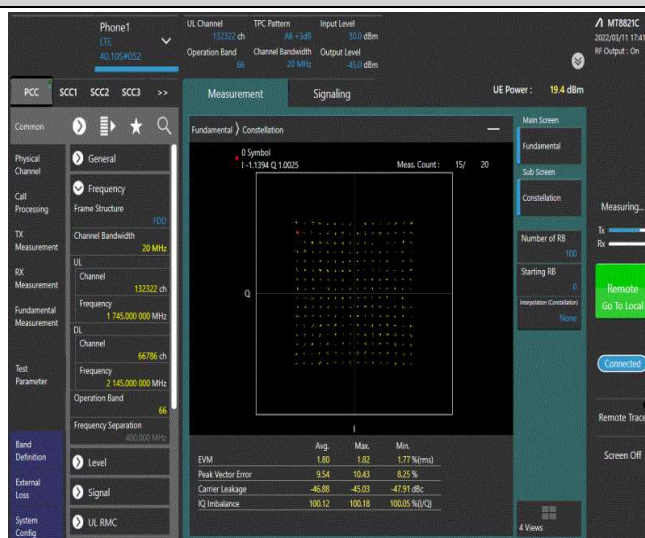 Phone1
LTE
40.10S#052
UL Channel TPC Pattern Input Level
132322 ch All +3dB 30.0 dBm
Operation Band Channel Bandwidth Output Level
66 20 MHz -45.0 dBm
MT8821C
2022/03/11 17:41
RF Output : On
PCC SCC1 SCC2 SCC3 >>
Measurement Signaling
UE Power : 19.4 dBm
Common
Physical Channel
Call Processing
TX Measurement
RX Measurement
Fundamental Measurement
Test Parameter
Band Definition
External Loss
System Config
General
Frequency
Frame Structure
FDD
Channel Bandwidth
20 MHz
UL
Channel
132322 ch
Frequency
1 745.000 000 MHz
DL
Channel
66786 ch
Frequency
2 145.000 000 MHz
Operation Band
66
Frequency Separation
400.000 MHz
Level
Signal
UL RMC
Fundamental > Constellation
0 Symbol
I -1.1394 Q 1.0025
Meas. Count : 15/ 20
Q
I
Avg. Max. Min.
EVM 1.80 1.82 1.77 %(rms)
Peak Vector Error 9.54 10.43 8.25 %
Carrier Leakage -46.88 -45.03 -47.91 dBc
IQ Imbalance 100.12 100.18 100.05 %(I/Q)
Main Screen
Fundamental
Sub Screen
Constellation
Number of RB
100
Starting RB
0
Interpolation (Constellation)
None
4 Views
Measuring...
Tx
Rx
Remote
Go To Local
Connected
Remote Trace
Screen Off